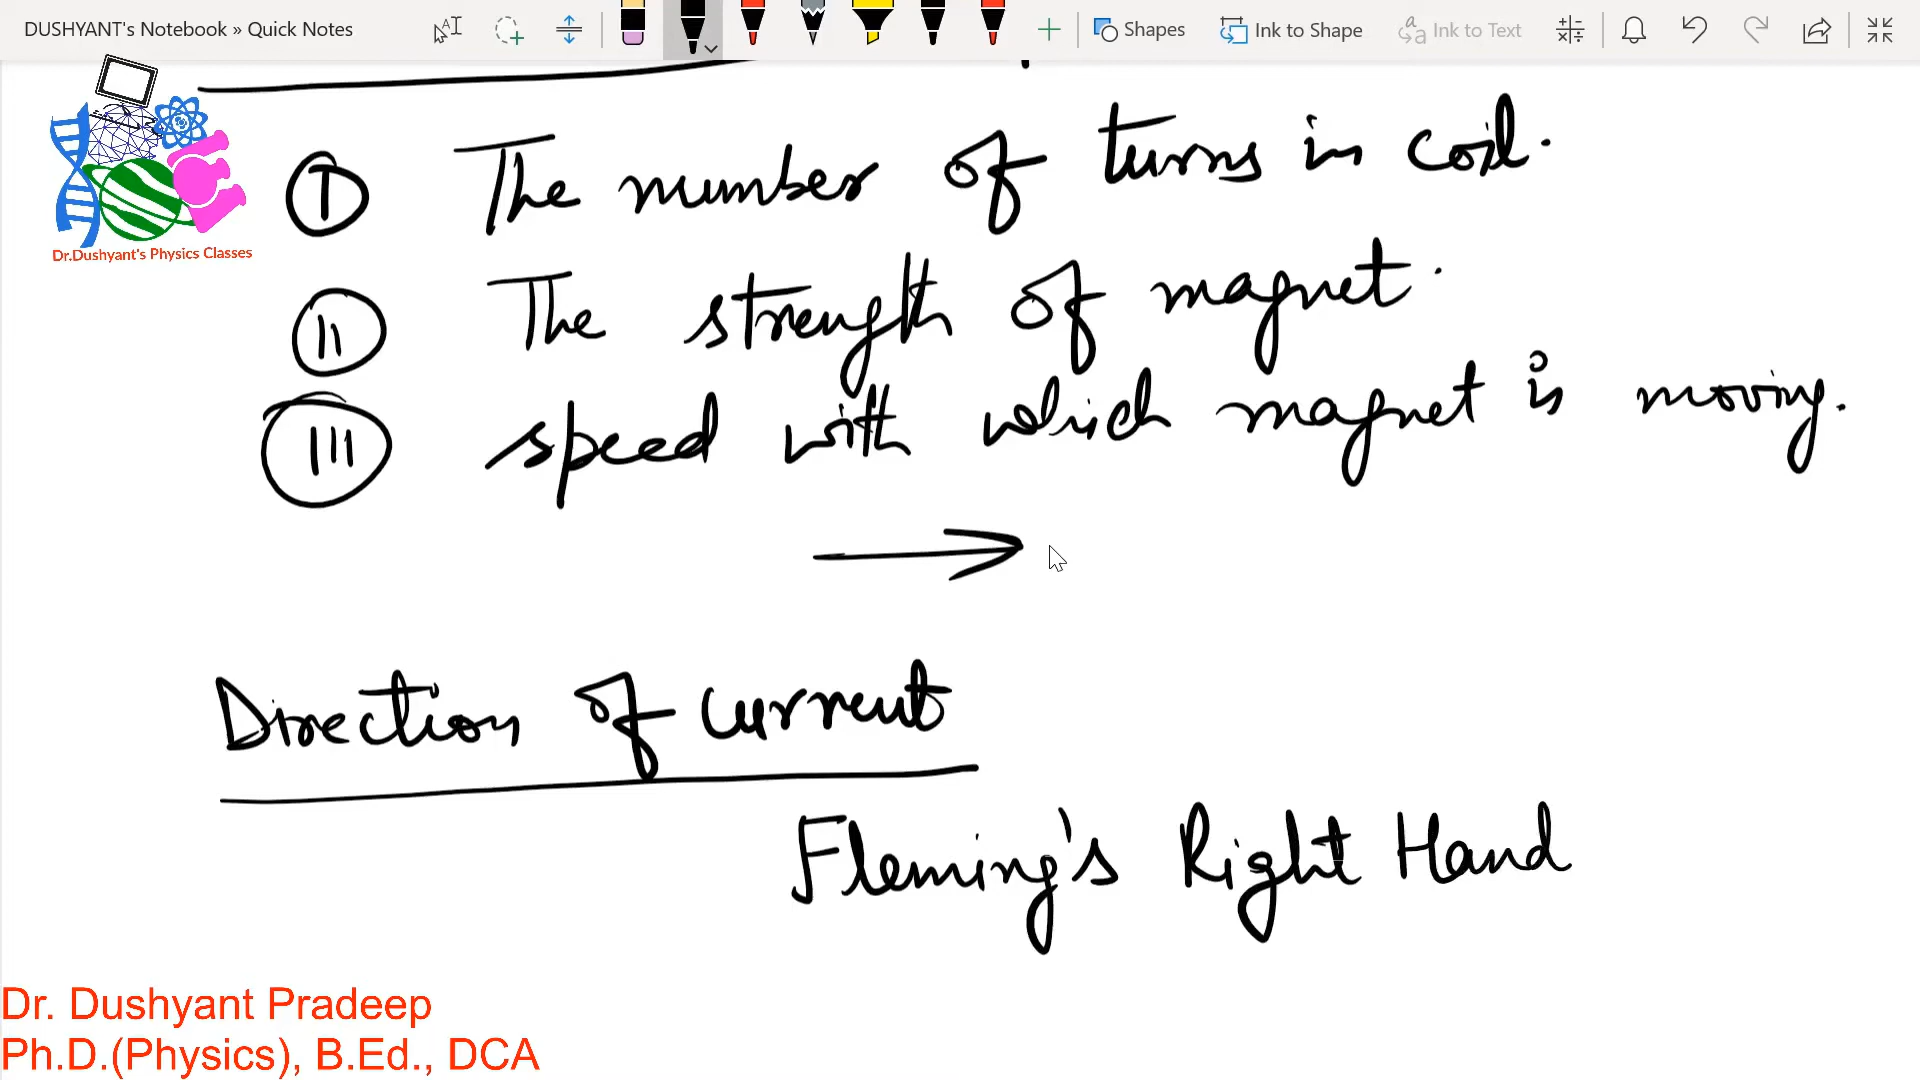 DUSHYANT's Notebook » Quick Notes
Shapes
Ink to Shape
Ink to Text
Dr.Dushyant's Physics Classes
I The number of turns in coil.
II The strength of magnet.
III speed with which magnet is moving.
Direction of current
Fleming's Right Hand
Dr. Dushyant Pradeep
Ph.D.(Physics), B.Ed., DCA